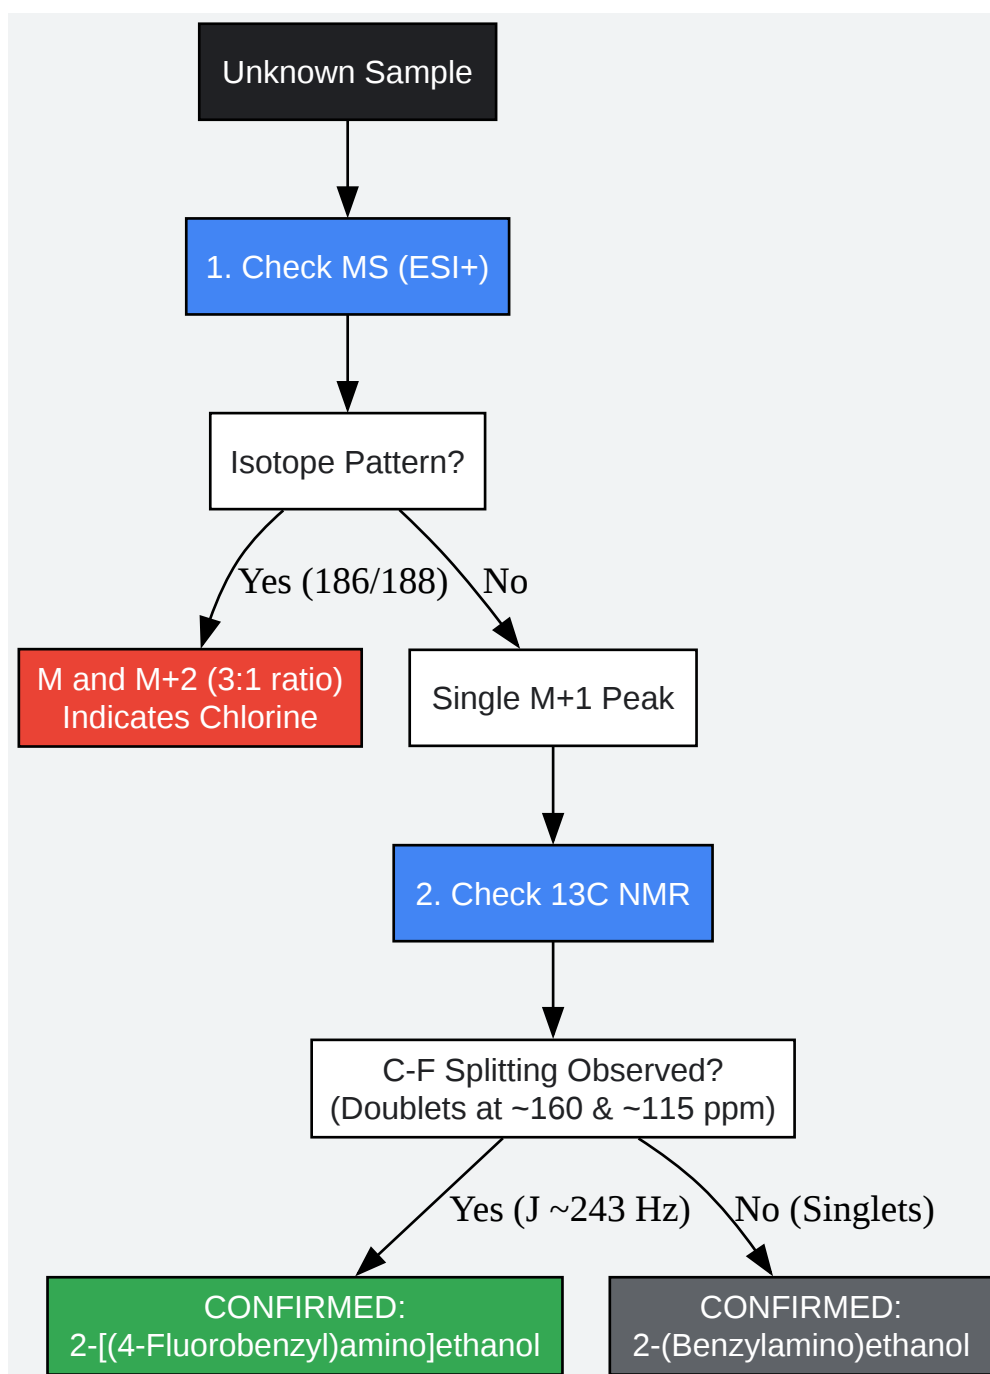 Unknown Sample
1. Check MS (ESI+)
Isotope Pattern?
Yes (186/188)
No
M and M+2 (3:1 ratio)
Indicates Chlorine
Single M+1 Peak
2. Check 13C NMR
C-F Splitting Observed?
(Doublets at ~160 & ~115 ppm)
Yes (J ~243 Hz)
No (Singlets)
CONFIRMED:
2-[(4-Fluorobenzyl)amino]ethanol
CONFIRMED:
2-(Benzylamino)ethanol